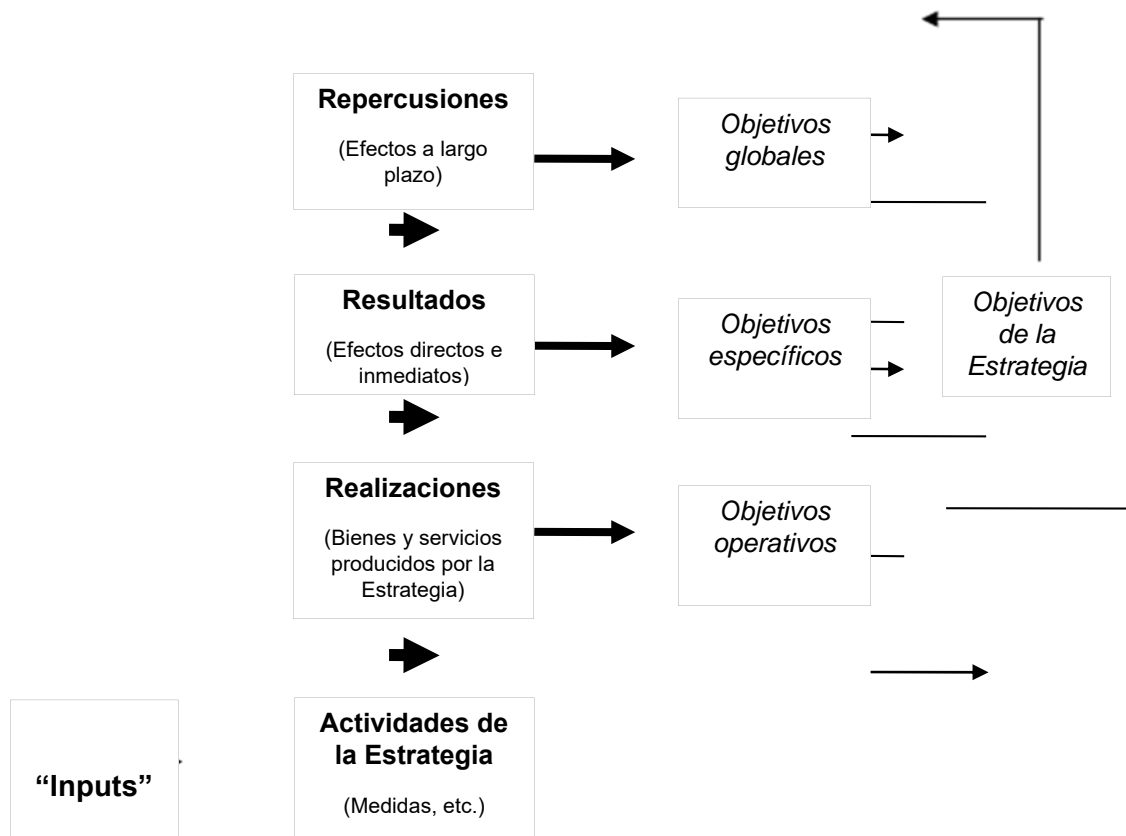 Repercusiones
(Efectos a largo
plazo)
Objetivos
globales
Resultados
(Efectos directos e
inmediatos)
Objetivos
específicos
Objetivos
de la
Estrategia
Realizaciones
(Bienes y servicios
producidos por la
Estrategia)
Objetivos
operativos
Actividades de
la Estrategia
(Medidas, etc.)
“Inputs”